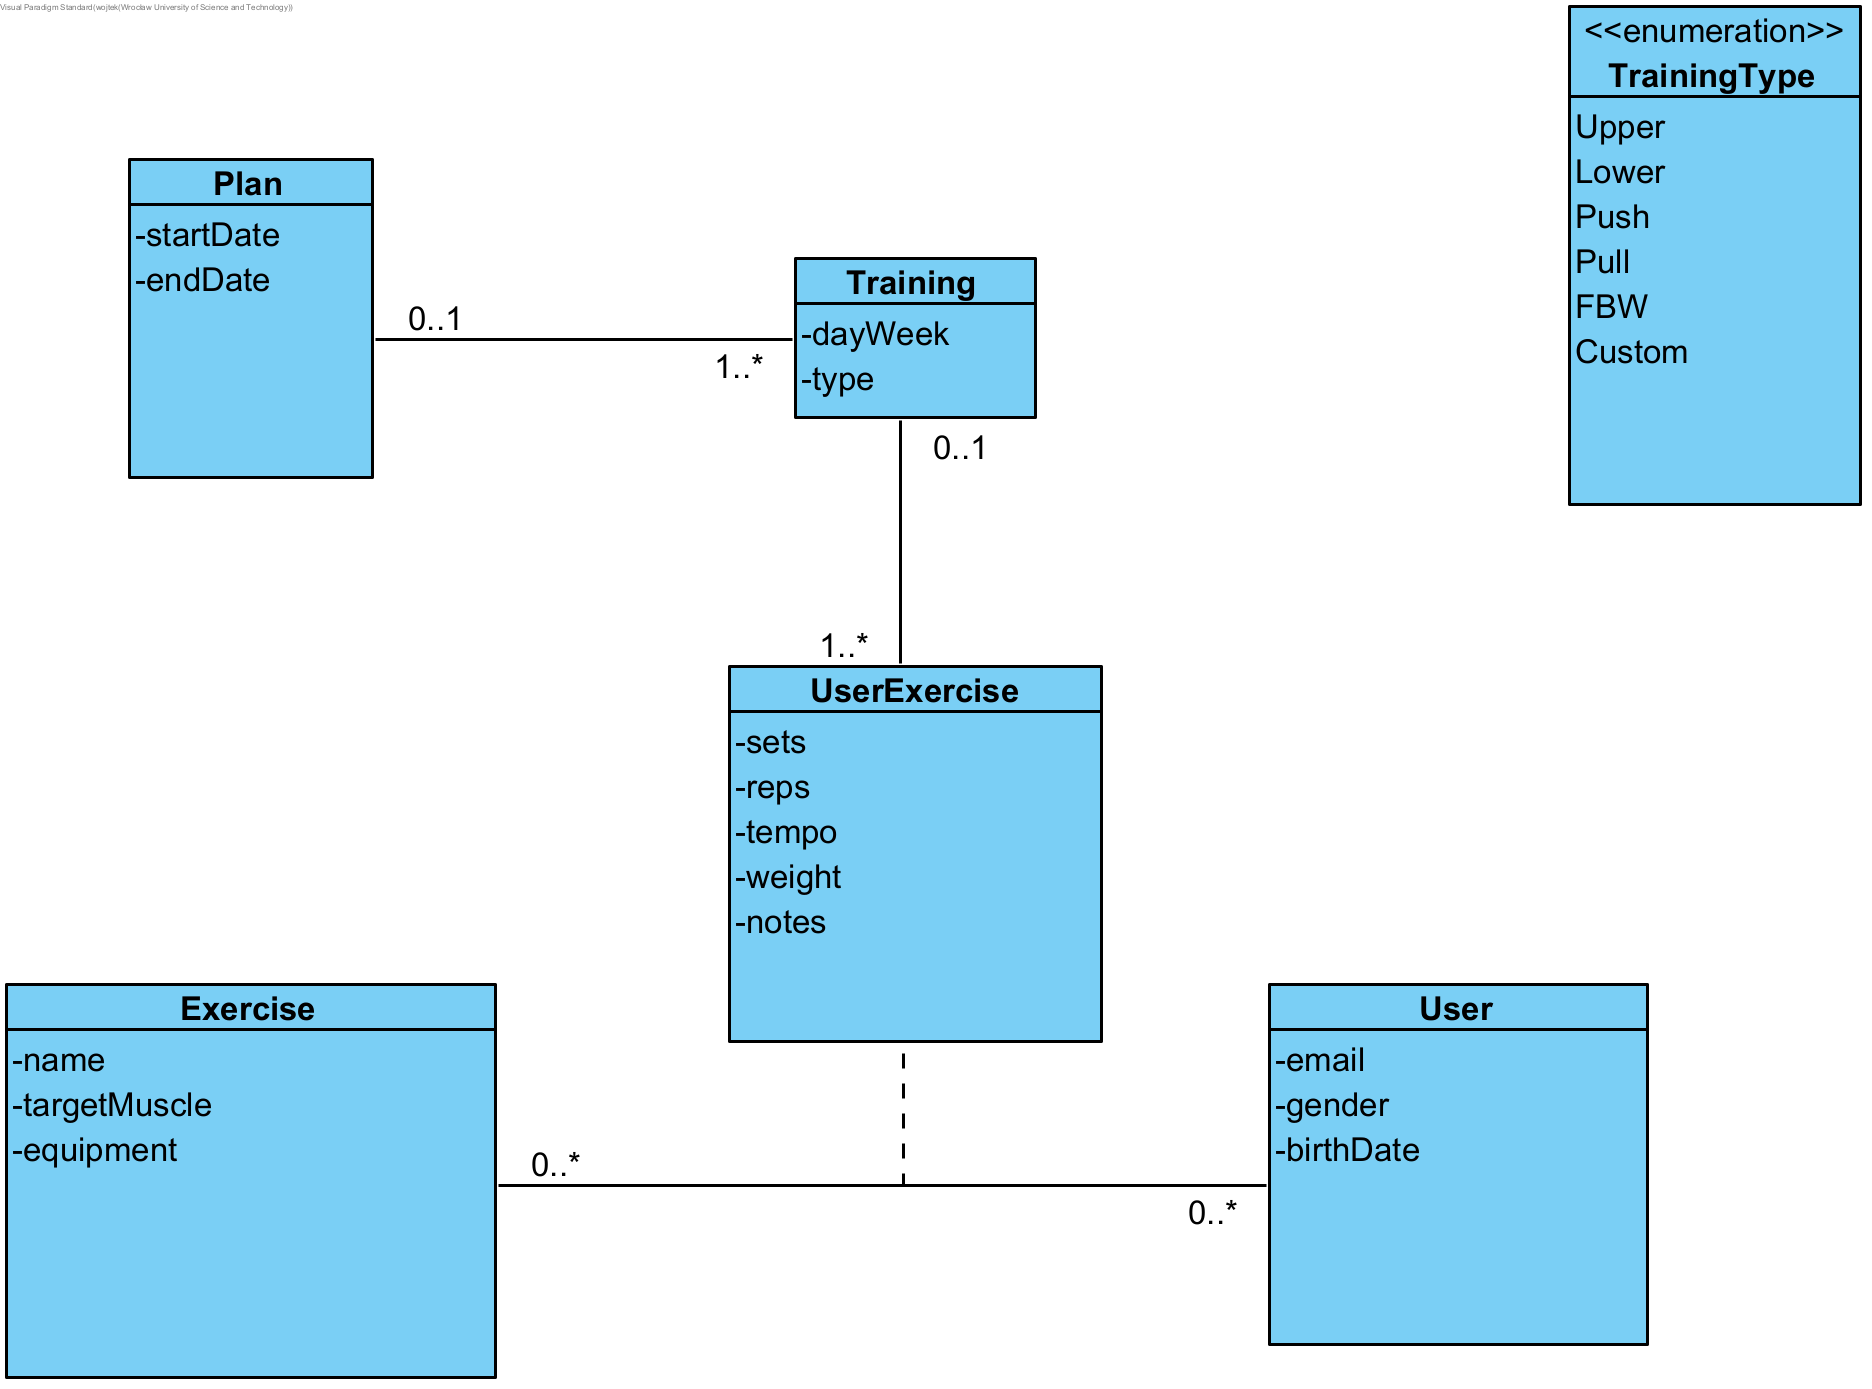 Visual Paradigm Standard(wojtek(Wroclaw University of Science and Technology))
<<enumeration>>
TrainingType
Upper
Lower
Push
Pull
FBW
Custom
Plan
-startDate
-endDate
0..1
1..*
Training
-dayWeek
-type
0..1
1..*
UserExercise
-sets
-reps
-tempo
-weight
-notes
Exercise
-name
-targetMuscle
-equipment
0..*
0..*
User
-email
-gender
-birthDate